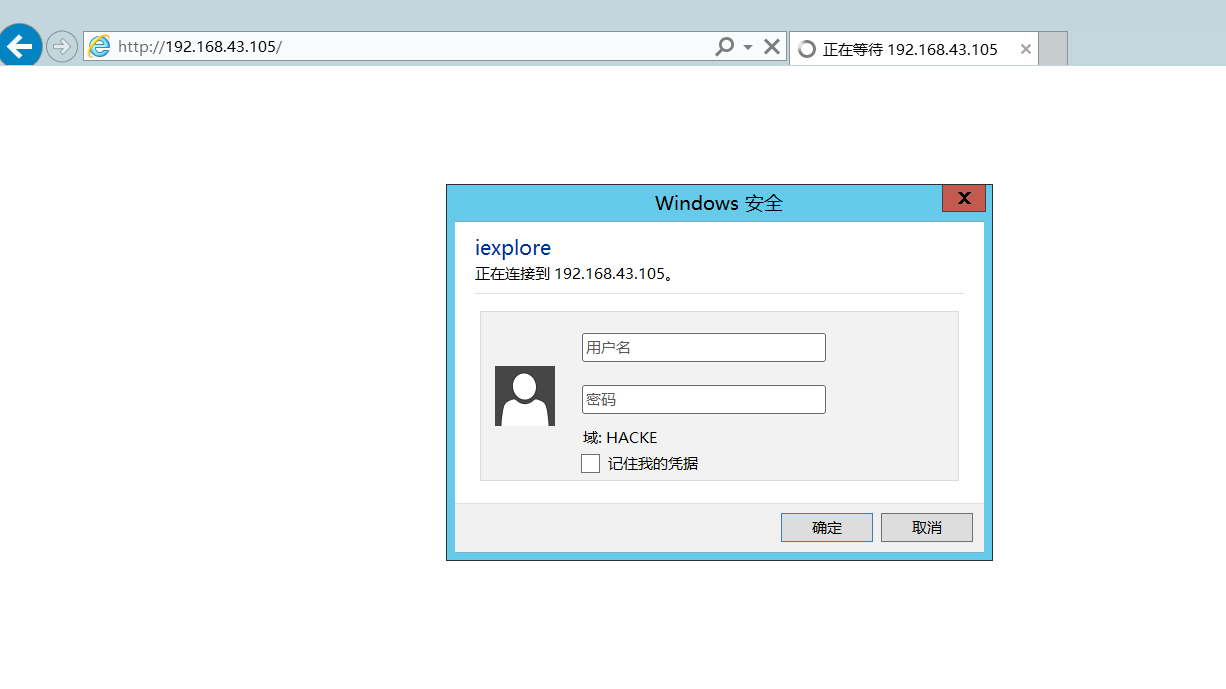 http://192.168.43.105/
正在等待 192.168.43.105
Windows 安全
iexplore
正在连接到 192.168.43.105。
用户名
密码
域: HACKE
记住我的凭据
确定
取消